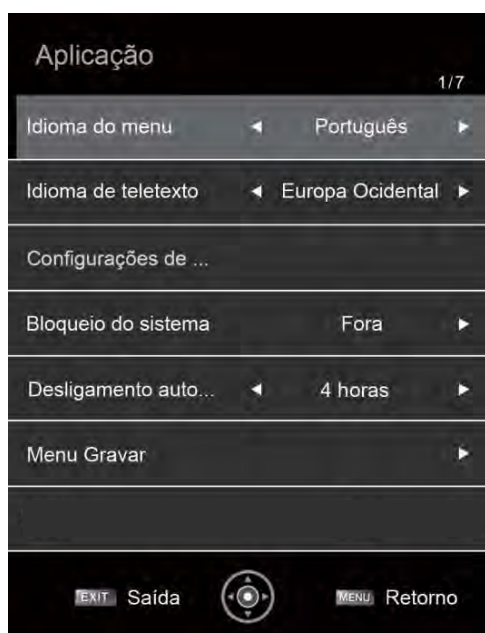 Aplicação
1/7
Idioma do menu ◄ Português ►
Idioma de teletexto ◄ Europa Ocidental ►
Configurações de ...
Bloqueio do sistema Fora ►
Desligamento auto... ◄ 4 horas ►
Menu Gravar ►
EXIT Saída MENU Retorno